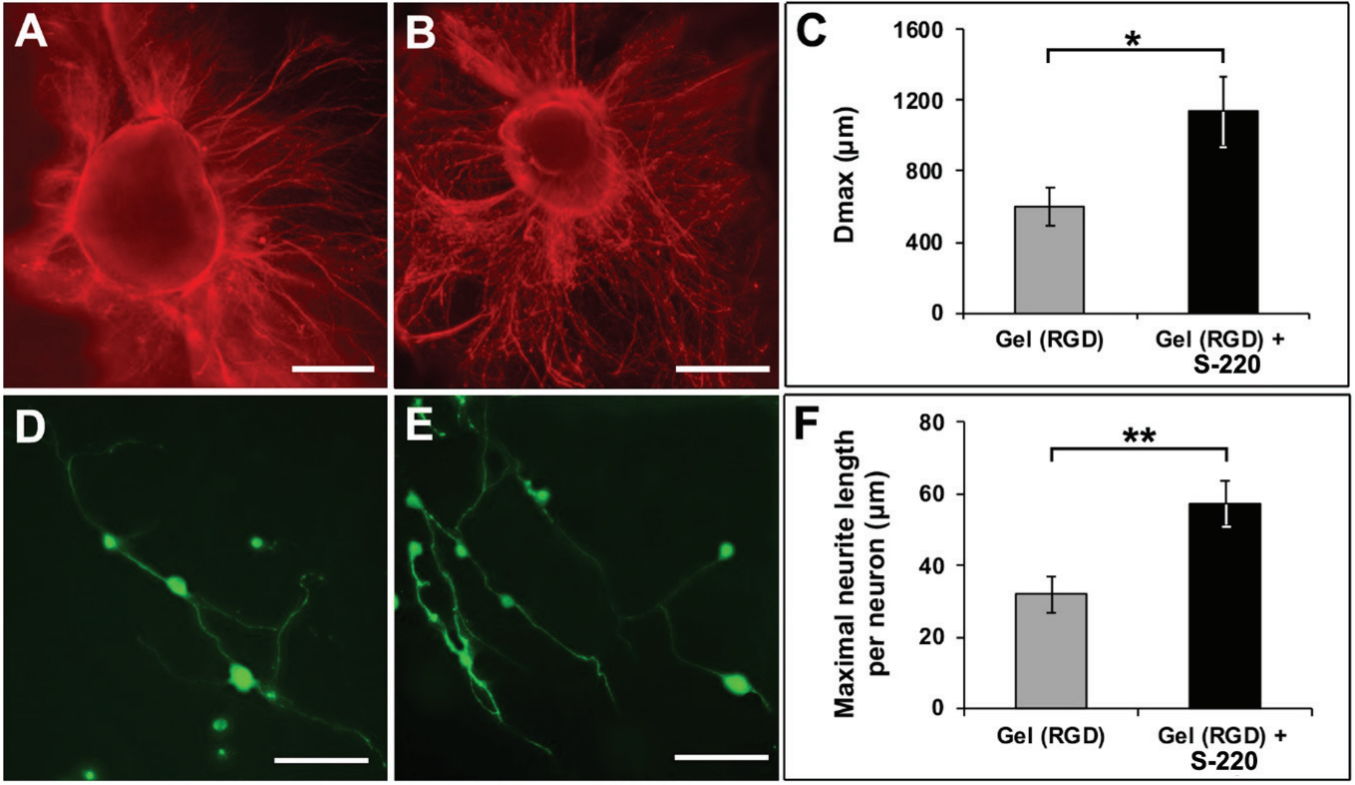 A
B
C
1600
1200
800
400
0
Dmax (µm)
*
Gel (RGD)
Gel (RGD) +
S-220
D
E
F
80
60
40
20
0
Maximal neurite length
per neuron (µm)
**
Gel (RGD)
Gel (RGD) +
S-220